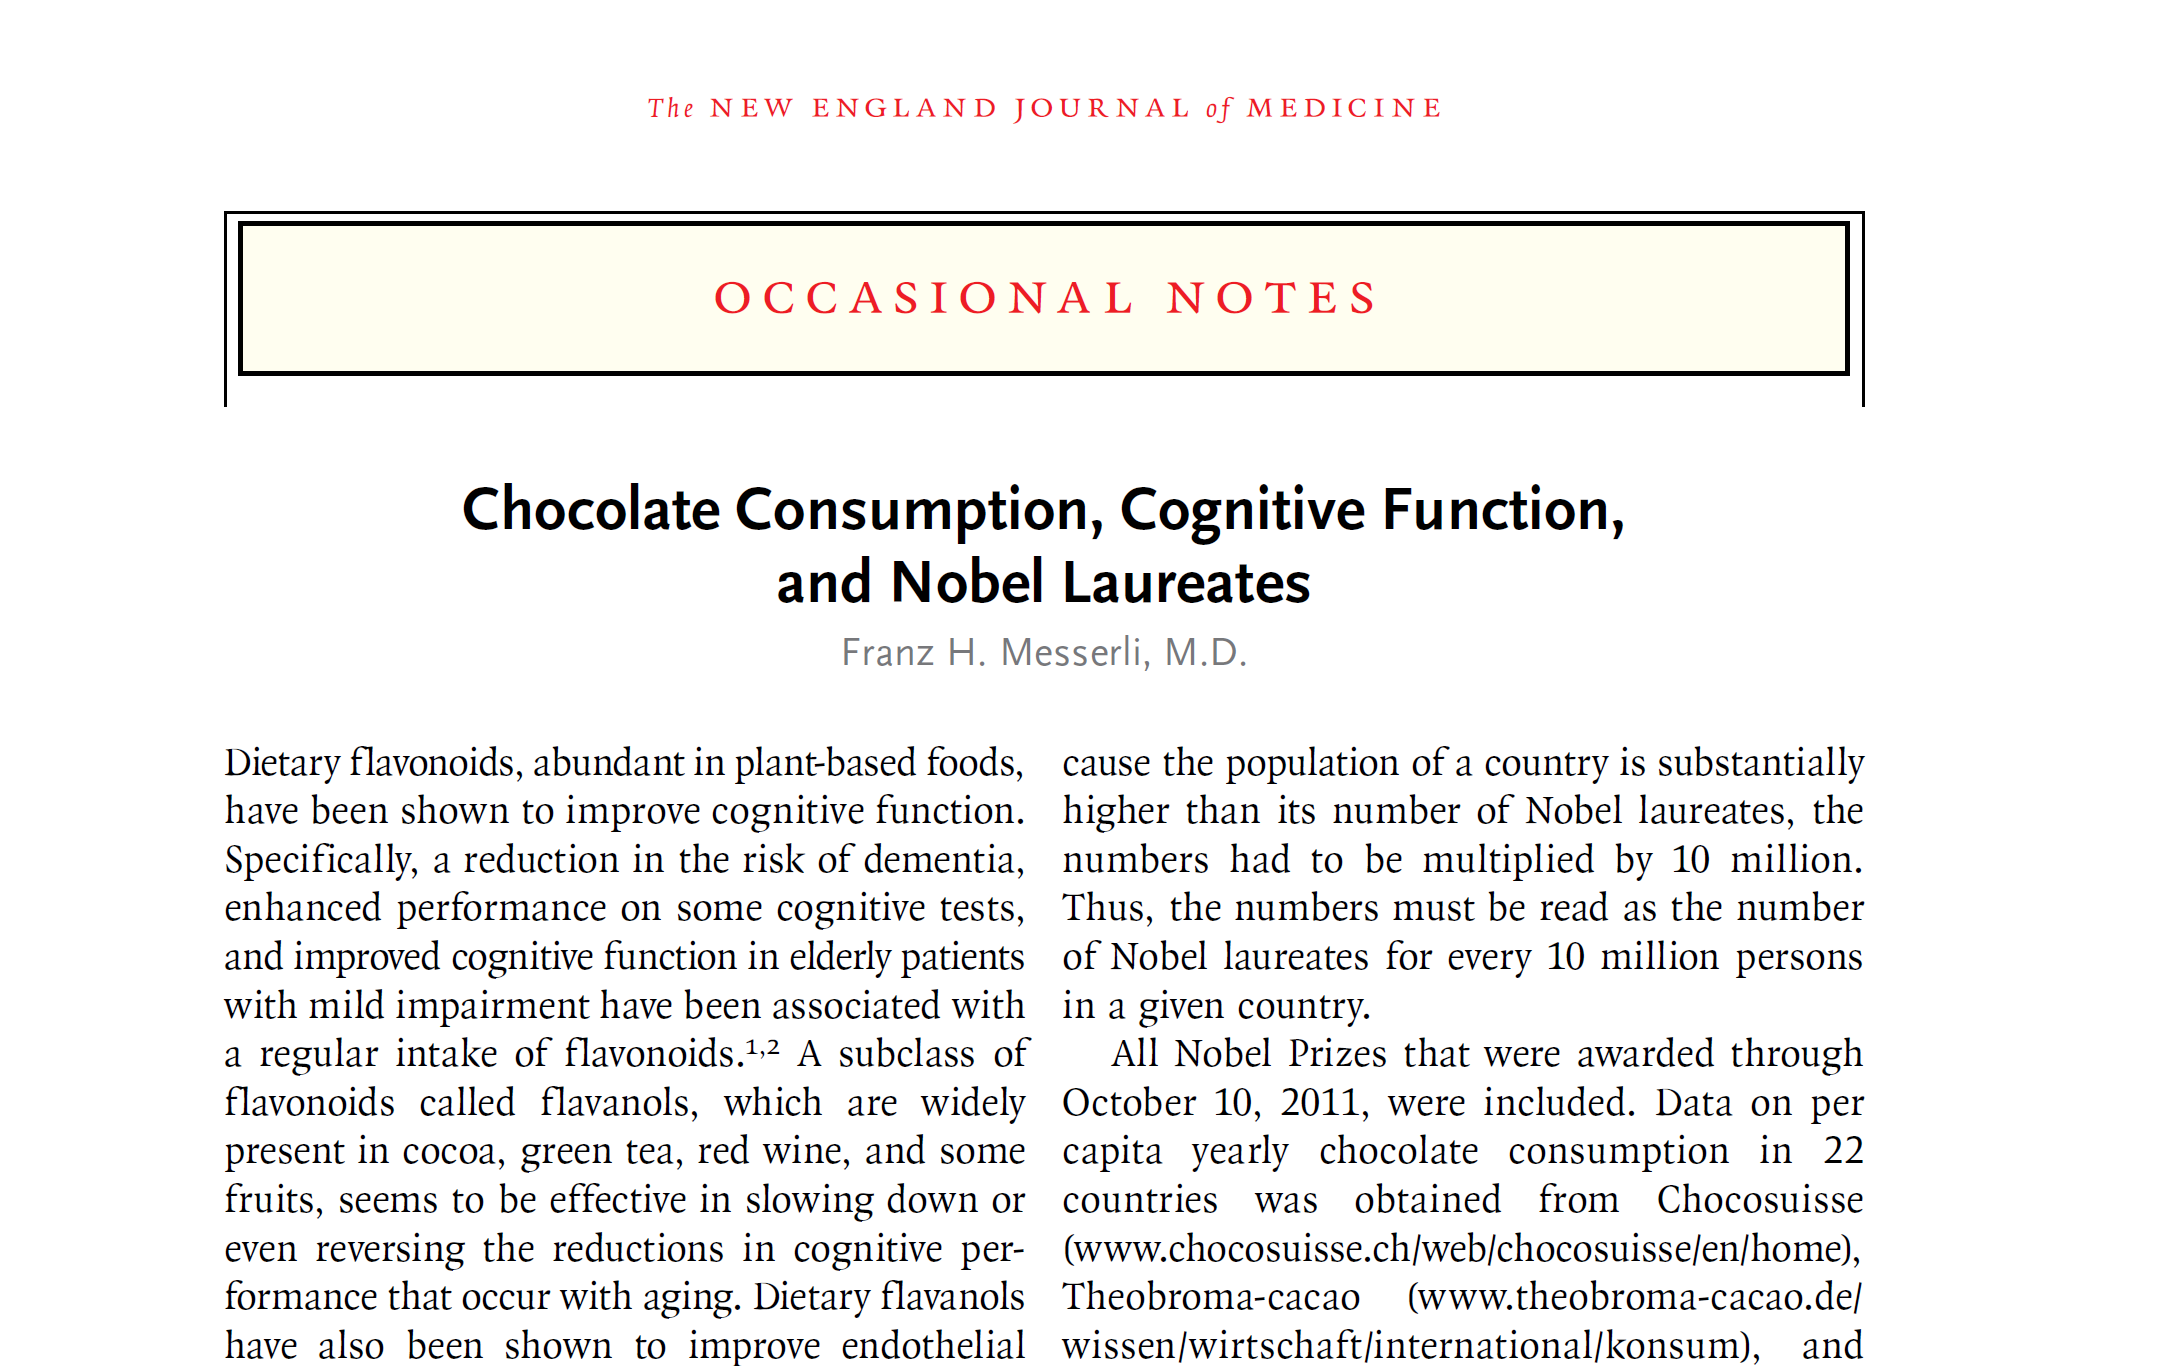 The NEW ENGLAND JOURNAL of MEDICINE
OCCASIONAL NOTES
Chocolate Consumption, Cognitive Function,
and Nobel Laureates
Franz H. Messerli, M.D.
Dietary flavonoids, abundant in plant-based foods,
have been shown to improve cognitive function.
Specifically, a reduction in the risk of dementia,
enhanced performance on some cognitive tests,
and improved cognitive function in elderly patients
with mild impairment have been associated with
a regular intake of flavonoids.1,2 A subclass of
flavonoids called flavanols, which are widely
present in cocoa, green tea, red wine, and some
fruits, seems to be effective in slowing down or
even reversing the reductions in cognitive per-
formance that occur with aging. Dietary flavanols
have also been shown to improve endothelial
cause the population of a country is substantially
higher than its number of Nobel laureates, the
numbers had to be multiplied by 10 million.
Thus, the numbers must be read as the number
of Nobel laureates for every 10 million persons
in a given country.
All Nobel Prizes that were awarded through
October 10, 2011, were included. Data on per
capita yearly chocolate consumption in 22
countries was obtained from Chocosuisse
(www.chocosuisse.ch/web/chocosuisse/en/home),
Theobroma-cacao (www.theobroma-cacao.de/
wissen/wirtschaft/international/konsum), and